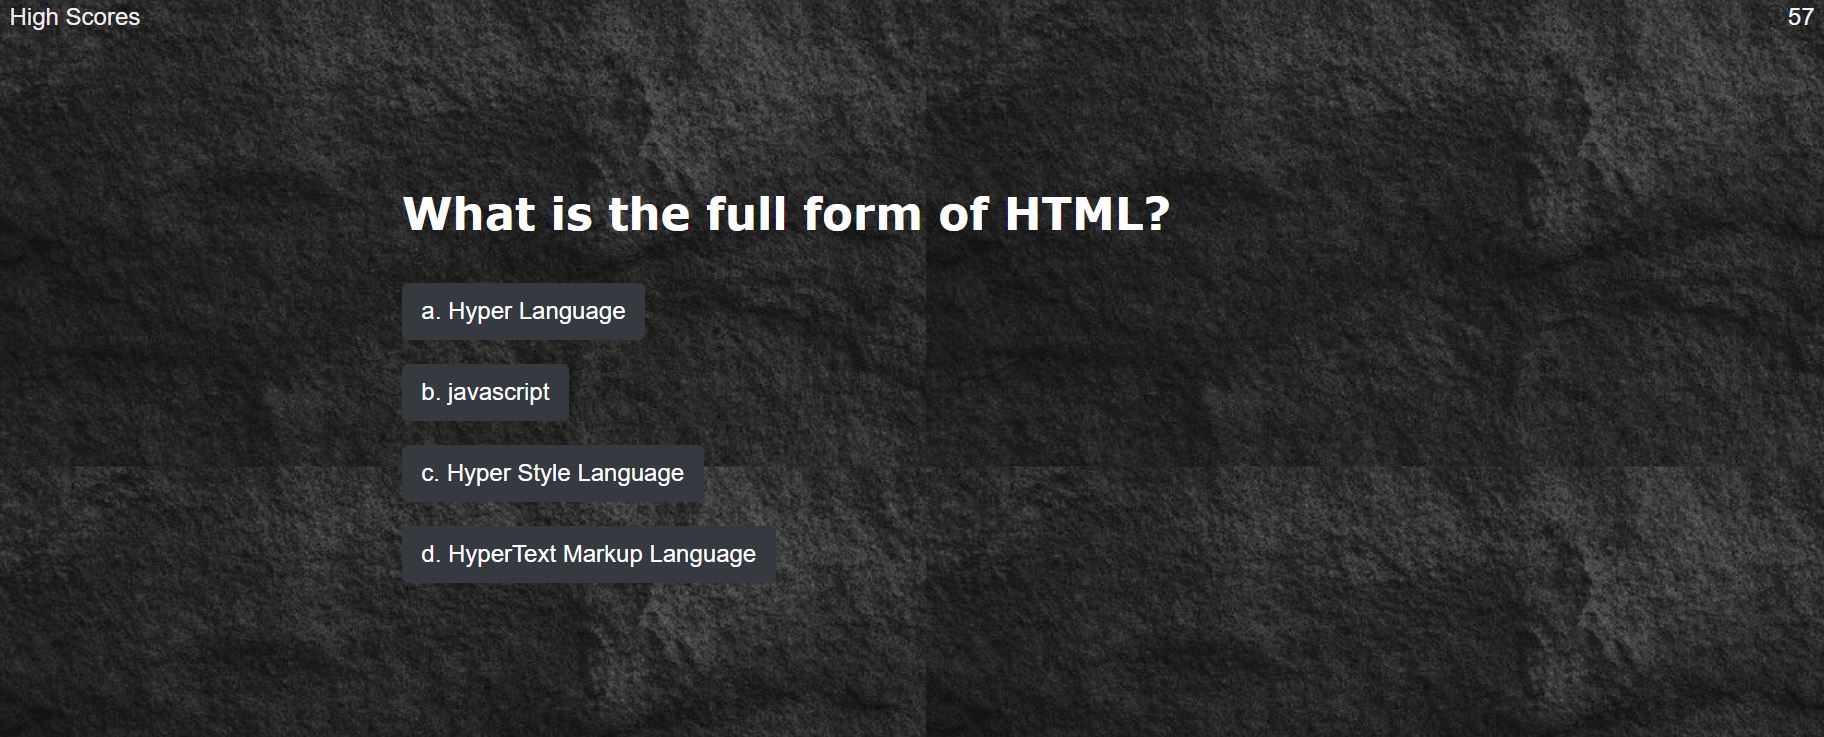 High Scores
57
What is the full form of HTML?
a. Hyper Language
b. javascript
c. Hyper Style Language
d. HyperText Markup Language